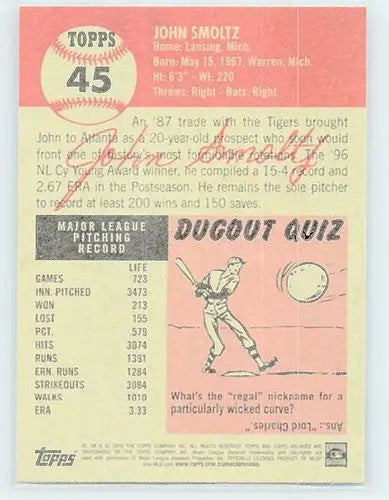 TOPPS
45
JOHN SMOLTZ
Home: Lansing, Mich.
Born: May 15, 1967, Warren, Mich.
Ht: 6'3" - Wt: 220
Throws: Right - Bats: Right
An '87 trade with the Tigers brought
John to Atlanta as a 20-year-old prospect who soon would
front one of history's most formidable rotations. The '96
NL Cy Young Award winner, he compiled a 15-4 record and
2.67 ERA in the Postseason. He remains the sole pitcher
to record at least 200 wins and 150 saves.
John Smoltz
MAJOR LEAGUE
PITCHING
RECORD
LIFE
GAMES 723
INN. PITCHED 3473
WON 213
LOST 155
PCT. .579
HITS 3074
RUNS 1391
ERN. RUNS 1284
STRIKEOUTS 3084
WALKS 1010
ERA 3.33
DUGOUT QUIZ
What's the "regal" nickname for a
particularly wicked curve?
Ans.: "Lord Charles"
Topps